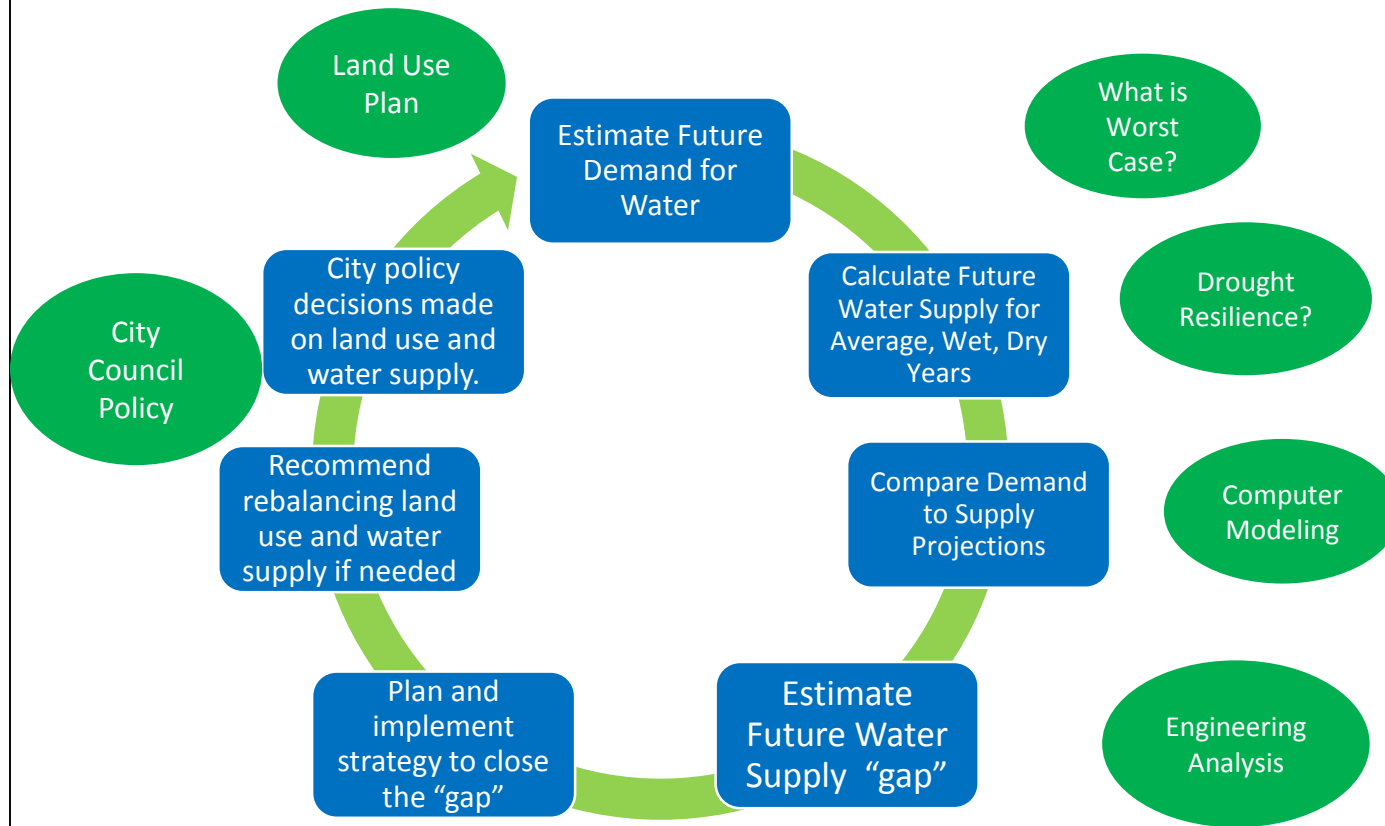 Land Use
Plan
Estimate Future
Demand for
Water
What is
Worst
Case?
Calculate Future
Water Supply for
Average, Wet, Dry
Years
Drought
Resilience?
Compare Demand
to Supply
Projections
Computer
Modeling
Estimate
Future Water
Supply “gap”
Engineering
Analysis
Plan and
implement
strategy to close
the “gap”
Recommend
rebalancing land
use and water
supply if needed
City policy
decisions made
on land use and
water supply.
City
Council
Policy